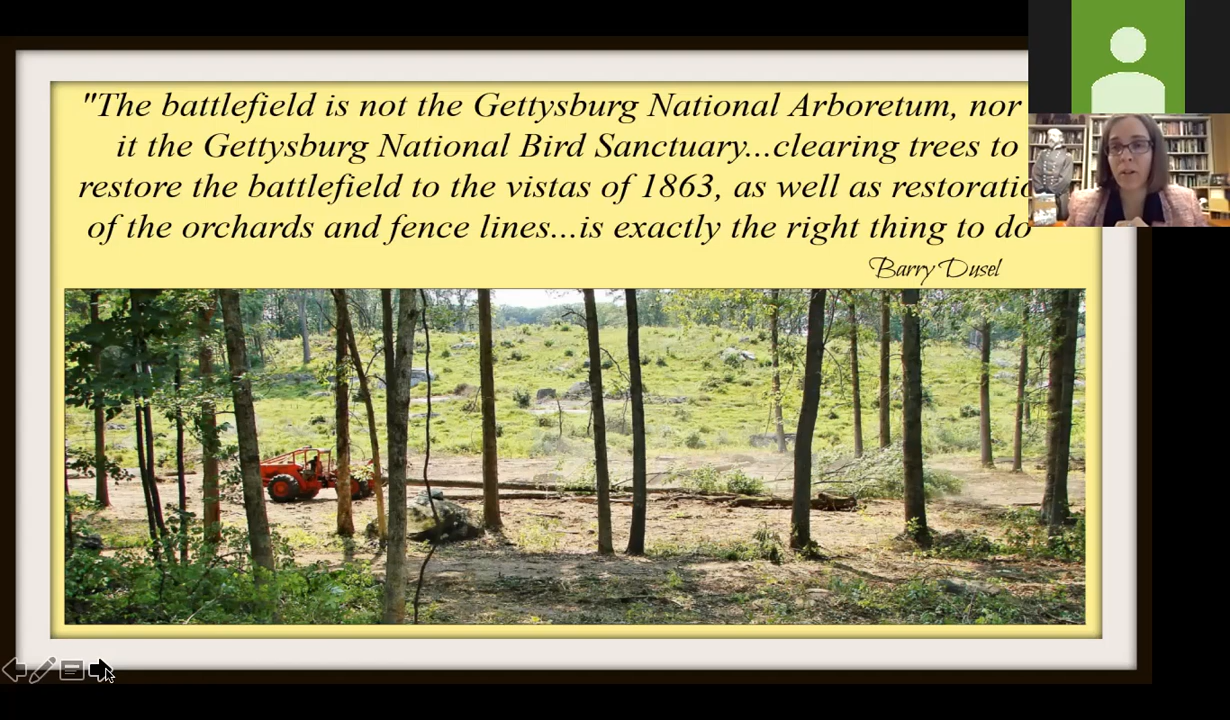 "The battlefield is not the Gettysburg National Arboretum, nor
it the Gettysburg National Bird Sanctuary...clearing trees to
restore the battlefield to the vistas of 1863, as well as restoratio
of the orchards and fence lines...is exactly the right thing to do
Barry Dusel